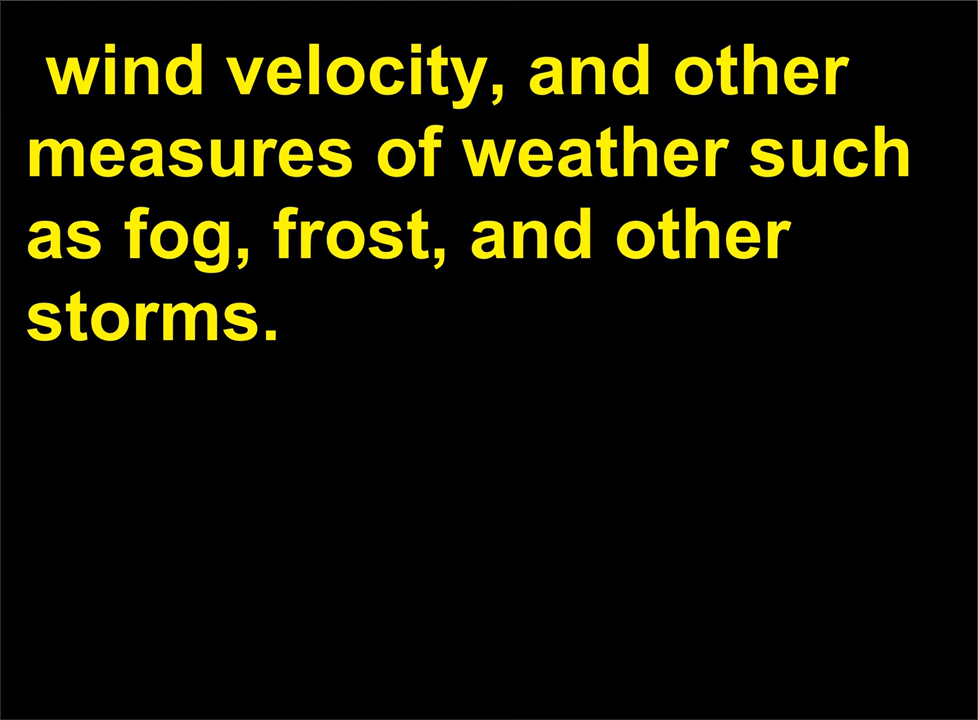 wind velocity, and other
measures of weather such
as fog, frost, and other
storms.